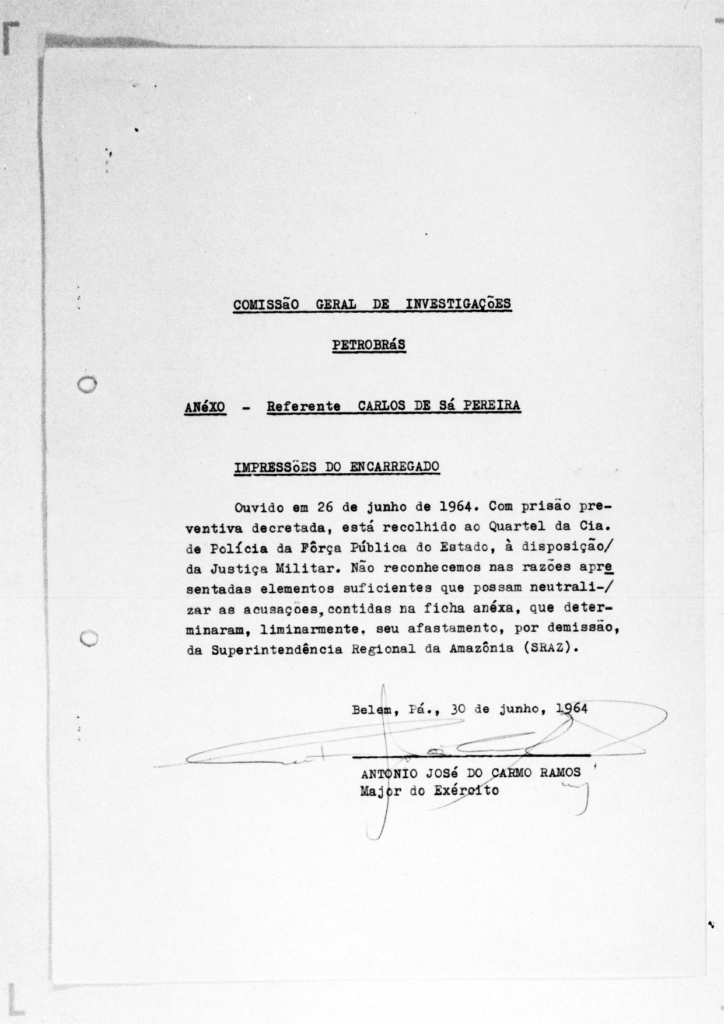 COMISSãO GERAL DE INVESTIGAÇõES
PETROBRáS
ANéXO - Referente CARLOS DE Sá PEREIRA
IMPRESSõES DO ENCARREGADO
Ouvido em 26 de junho de 1964. Com prisão pre-
ventiva decretada, está recolhido ao Quartel da Cia.
de Polícia da Fôrça Pública do Estado, à disposição/
da Justiça Militar. Não reconhecemos nas razões apre
sentadas elementos suficientes que possam neutrali-/
zar as acusações, contidas na ficha anéxa, que deter-
minaram, liminarmente. seu afastamento, por demissão,
da Superintendência Regional da Amazônia (SRAZ).
Belem, Pá., 30 de junho, 1964
ANTONIO JOSé DO CARMO RAMOS
Major do Exército